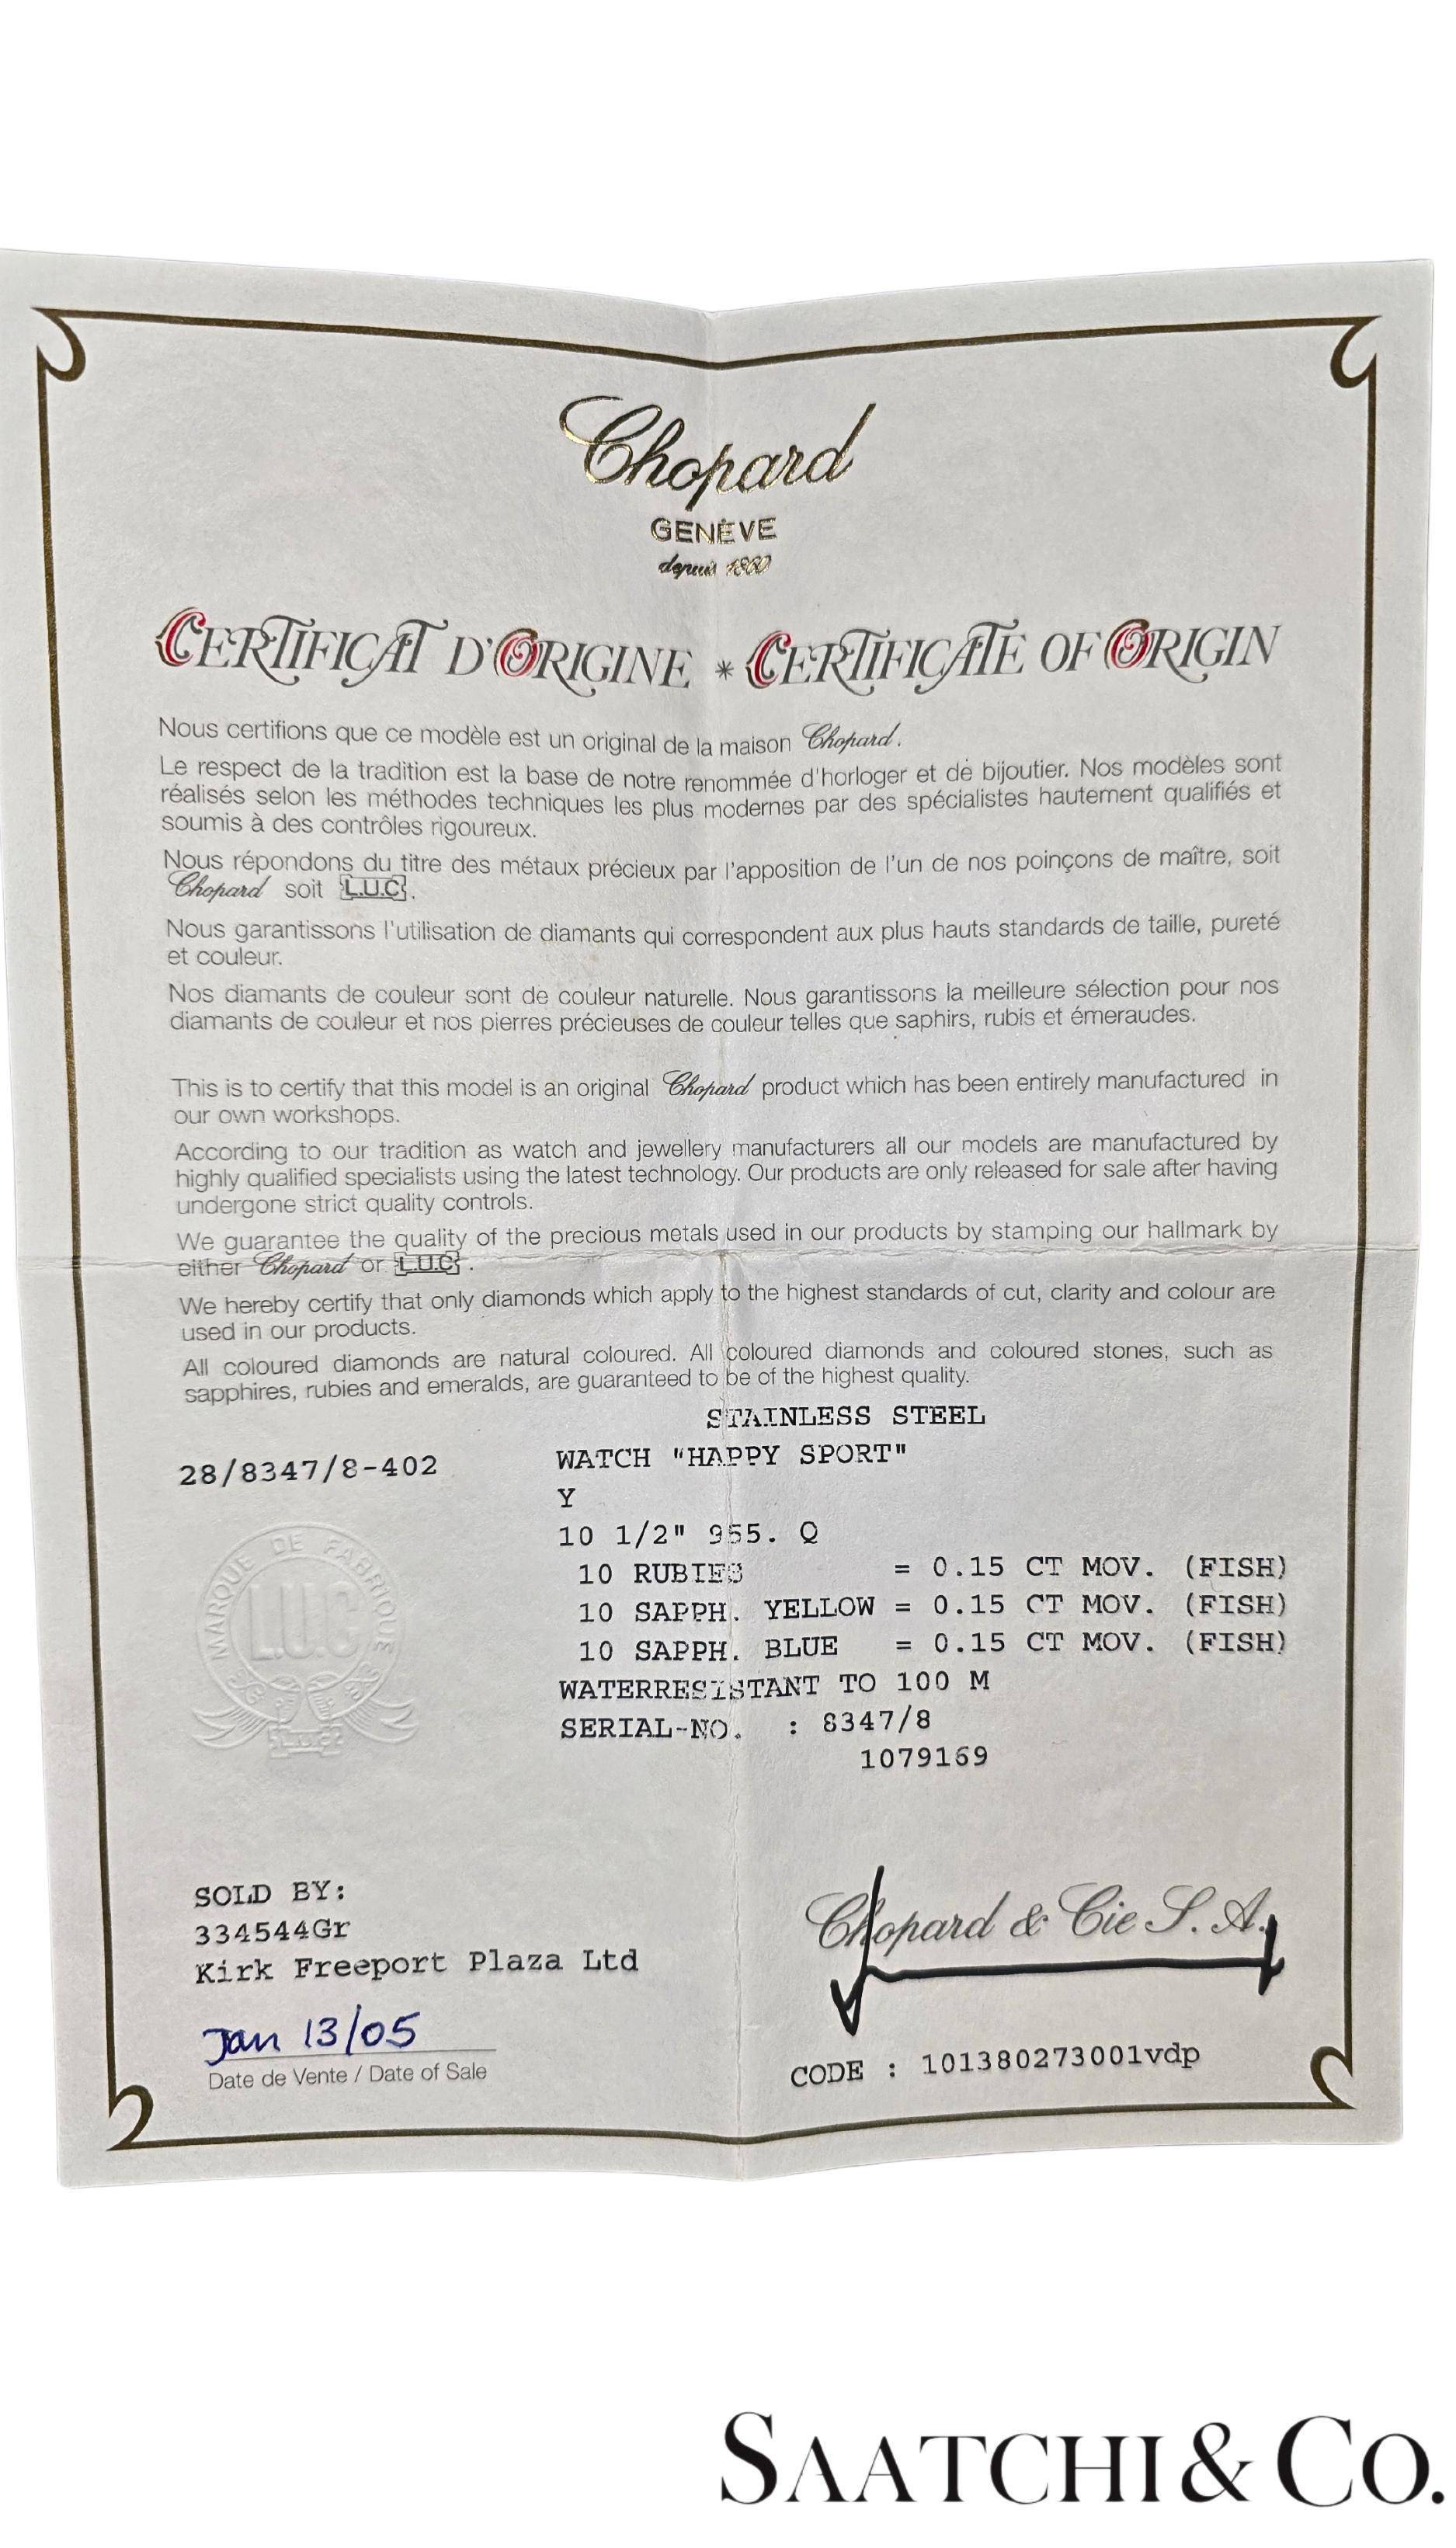 Chopard
GENÈVE
depuis 1860
CERTIFICAT D'ORIGINE * CERTIFICATE OF ORIGIN
Nous certifions que ce modèle est un original de la maison Chopard.
Le respect de la tradition est la base de notre renommée d'horloger et de bijoutier. Nos modèles sont
réalisés selon les méthodes techniques les plus modernes par des spécialistes hautement qualifiés et
soumis à des contrôles rigoureux.
Nous répondons du titre des métaux précieux par l'apposition de l'un de nos poinçons de maître, soit
Chopard soit L.U.C.
Nous garantissons l'utilisation de diamants qui correspondent aux plus hauts standards de taille, pureté
et couleur.
Nos diamants de couleur sont de couleur naturelle. Nous garantissons la meilleure sélection pour nos
diamants de couleur et nos pierres précieuses de couleur telles que saphirs, rubis et émeraudes.
This is to certify that this model is an original Chopard product which has been entirely manufactured in
our own workshops.
According to our tradition as watch and jewellery manufacturers all our models are manufactured by
highly qualified specialists using the latest technology. Our products are only released for sale after having
undergone strict quality controls.
We guarantee the quality of the precious metals used in our products by stamping our hallmark by
either Chopard or L.U.C.
We hereby certify that only diamonds which apply to the highest standards of cut, clarity and colour are
used in our products.
All coloured diamonds are natural coloured. All coloured diamonds and coloured stones, such as
sapphires, rubies and emeralds, are guaranteed to be of the highest quality.
STAINLESS STEEL
28/8347/8-402 WATCH "HAPPY SPORT"
Y
10 1/2" 955. Q
10 RUBIES = 0.15 CT MOV. (FISH)
10 SAPPH. YELLOW = 0.15 CT MOV. (FISH)
10 SAPPH. BLUE = 0.15 CT MOV. (FISH)
WATERRESISTANT TO 100 M
SERIAL-NO. : 8347/8
1079169
MARQUE DE FABRIQUE
L.U.C
L.U.C
SOLD BY:
334544Gr
Kirk Freeport Plaza Ltd
Jan 13/05
Date de Vente / Date of Sale
Chopard & Cie S.A.
CODE : 101380273001vdp
SAATCHI & CO.